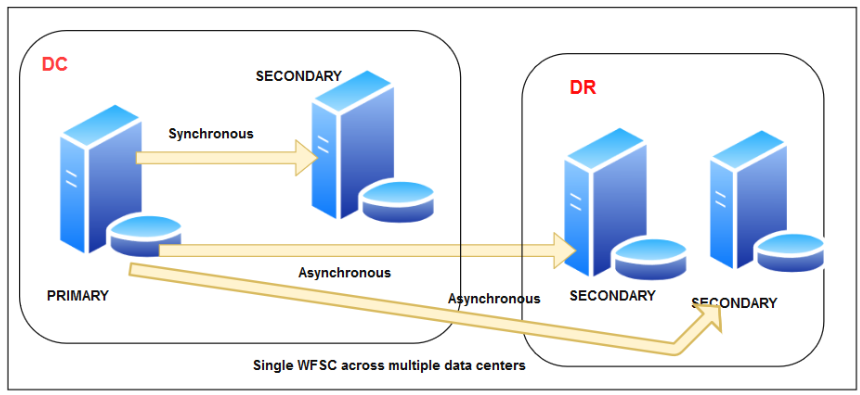 DC
SECONDARY
DR
Synchronous
Asynchronous
PRIMARY
Asynchronous
SECONDARY
SECONDARY
Single WFSC across multiple data centers